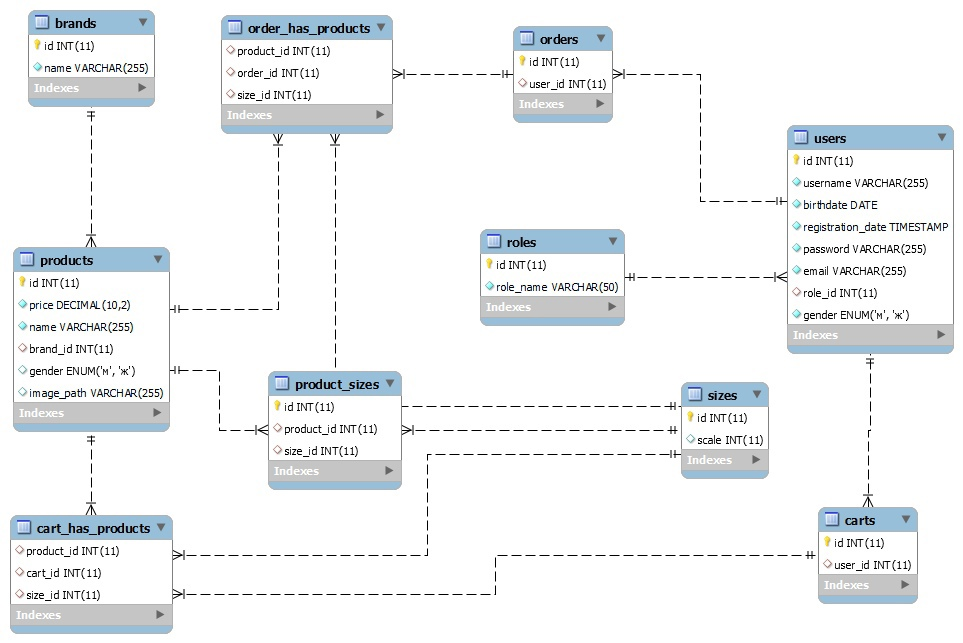 brands
id INT(11)
name VARCHAR(255)
Indexes
order_has_products
product_id INT(11)
order_id INT(11)
size_id INT(11)
Indexes
orders
id INT(11)
user_id INT(11)
Indexes
users
id INT(11)
username VARCHAR(255)
birthdate DATE
registration_date TIMESTAMP
password VARCHAR(255)
email VARCHAR(255)
role_id INT(11)
gender ENUM('м', 'ж')
Indexes
roles
id INT(11)
role_name VARCHAR(50)
Indexes
products
id INT(11)
price DECIMAL(10,2)
name VARCHAR(255)
brand_id INT(11)
gender ENUM('м', 'ж')
image_path VARCHAR(255)
Indexes
product_sizes
id INT(11)
product_id INT(11)
size_id INT(11)
Indexes
sizes
id INT(11)
scale INT(11)
Indexes
cart_has_products
product_id INT(11)
cart_id INT(11)
size_id INT(11)
Indexes
carts
id INT(11)
user_id INT(11)
Indexes